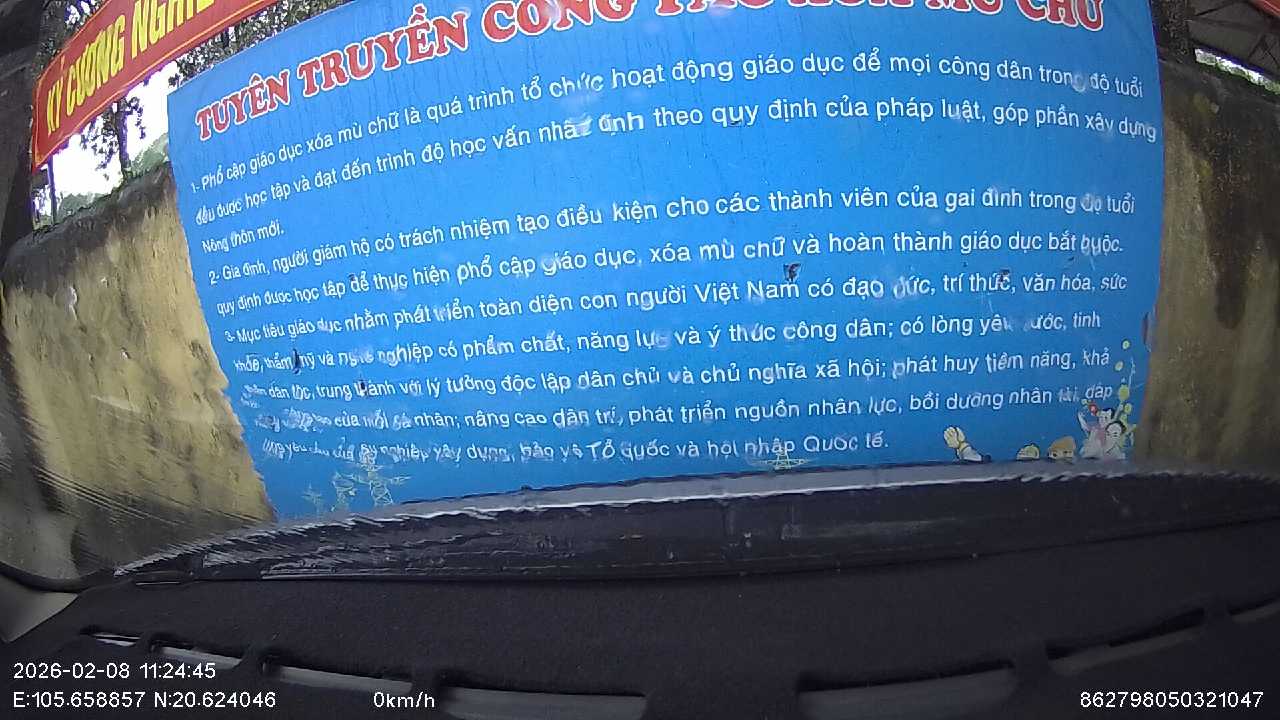 KỶ CƯƠNG
TUYÊN TRUYỀN CÔNG TÁC XÓA MÙ CHỮ
1- Phổ cập giáo dục xóa mù chữ là quá trình tổ chức hoạt động giáo dục để mọi công dân trong độ tuổi
đều được học tập và đạt đến trình độ học vấn nhất định theo quy định của pháp luật, góp phần xây dựng
Nông thôn mới.
2- Gia đình, người giám hộ có trách nhiệm tạo điều kiện cho các thành viên của gai đình trong độ tuổi
quy định được học tập để thực hiện phổ cập giáo dục, xóa mù chữ và hoàn thành giáo dục bắt buộc.
3- Mục tiêu giáo dục nhằm phát triển toàn diện con người Việt Nam có đạo đức, trí thức, văn hóa, sức
khỏe, thẩm mỹ và nghề nghiệp có phẩm chất, năng lực và ý thức công dân; có lòng yêu nước, tinh
thần dân tộc, trung thành với lý tưởng độc lập dân chủ và chủ nghĩa xã hội; phát huy tiềm năng, khả
của mỗi cá nhân; nâng cao dân trí, phát triển nguồn nhân lực, bồi dưỡng nhân tài, đáp
ứng yêu cầu của sự nghiệp xây dựng, bảo vệ Tổ quốc và hội nhập Quốc tế.
2026-02-08 11:24:45
E:105.658857 N:20.624046
0km/h
862798050321047